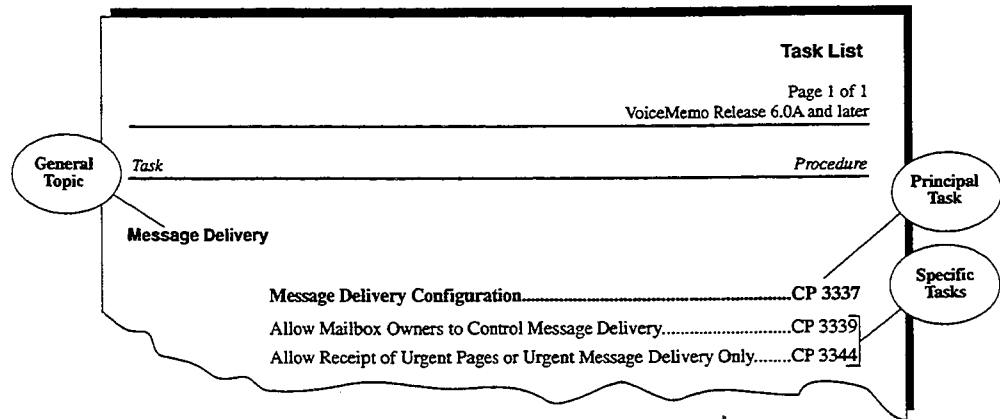 Task List
Page 1 of 1
VoiceMemo Release 6.0A and later
General
Topic
Task Procedure
Principal
Task
Message Delivery
Specific
Tasks
Message Delivery Configuration..........................................................CP 3337
Allow Mailbox Owners to Control Message Delivery.........................CP 3339
Allow Receipt of Urgent Pages or Urgent Message Delivery Only.......CP 3344